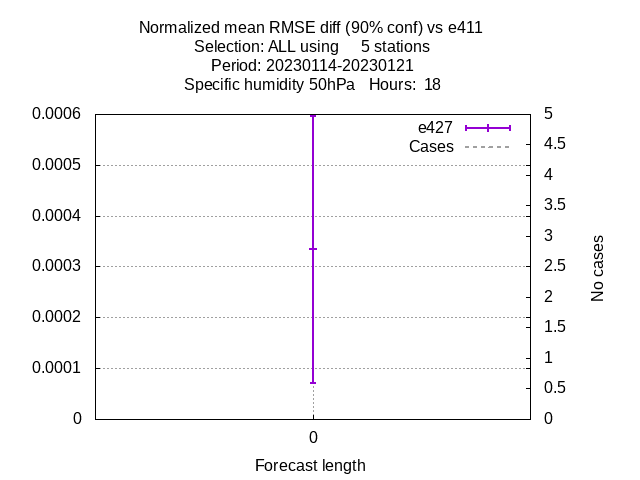 Normalized mean RMSE diff (90% conf) vs e411
Selection: ALL using     5 stations
Period: 20230114-20230121
Specific humidity 50hPa   Hours:  18
0.0006
0.0005
0.0004
0.0003
0.0002
0.0001
0
e427
Cases
5
4.5
4
3.5
3
2.5
2
1.5
1
0.5
0
No cases
0
Forecast length